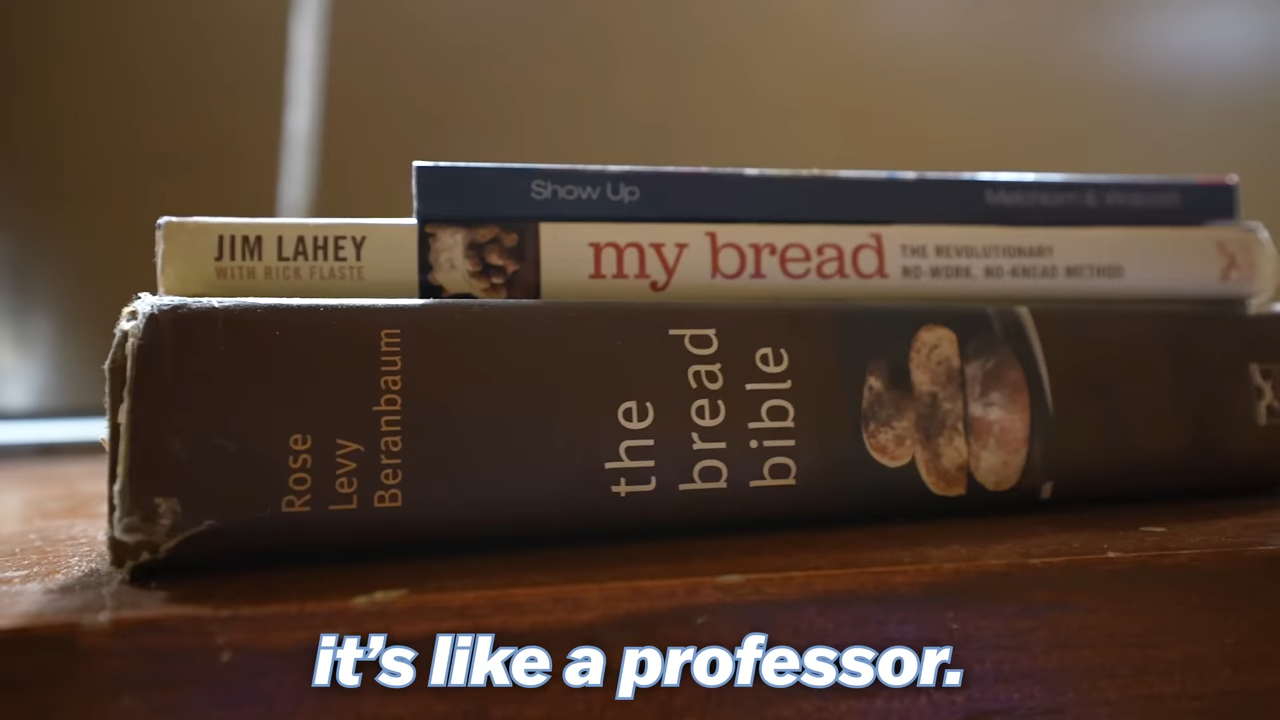 Show Up
JIM LAHEY
WITH RICK FLASTE
my bread
THE REVOLUTIONARY
NO-WORK, NO-KNEAD METHOD
Rose
Levy
Beranbaum
the
bread
bible
it's like a professor.